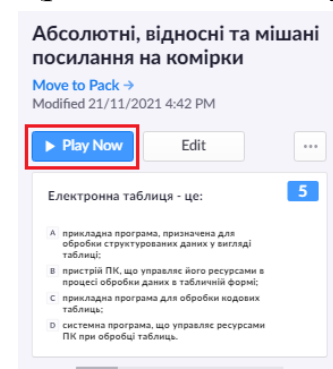 Абсолютні, відносні та мішані
посилання на комірки
Move to Pack →
Modified 21/11/2021 4:42 PM
▶ Play Now
Edit
...
Електронна таблиця - це:
5
A прикладна програма, призначена для
обробки структурованих даних у вигляді
таблиці;
B пристрій ПК, що управляє його ресурсами в
процесі обробки даних в табличній формі;
C прикладна програма для обробки кодових
таблиць;
D системна програма, що управляє ресурсами
ПК при обробці таблиць.